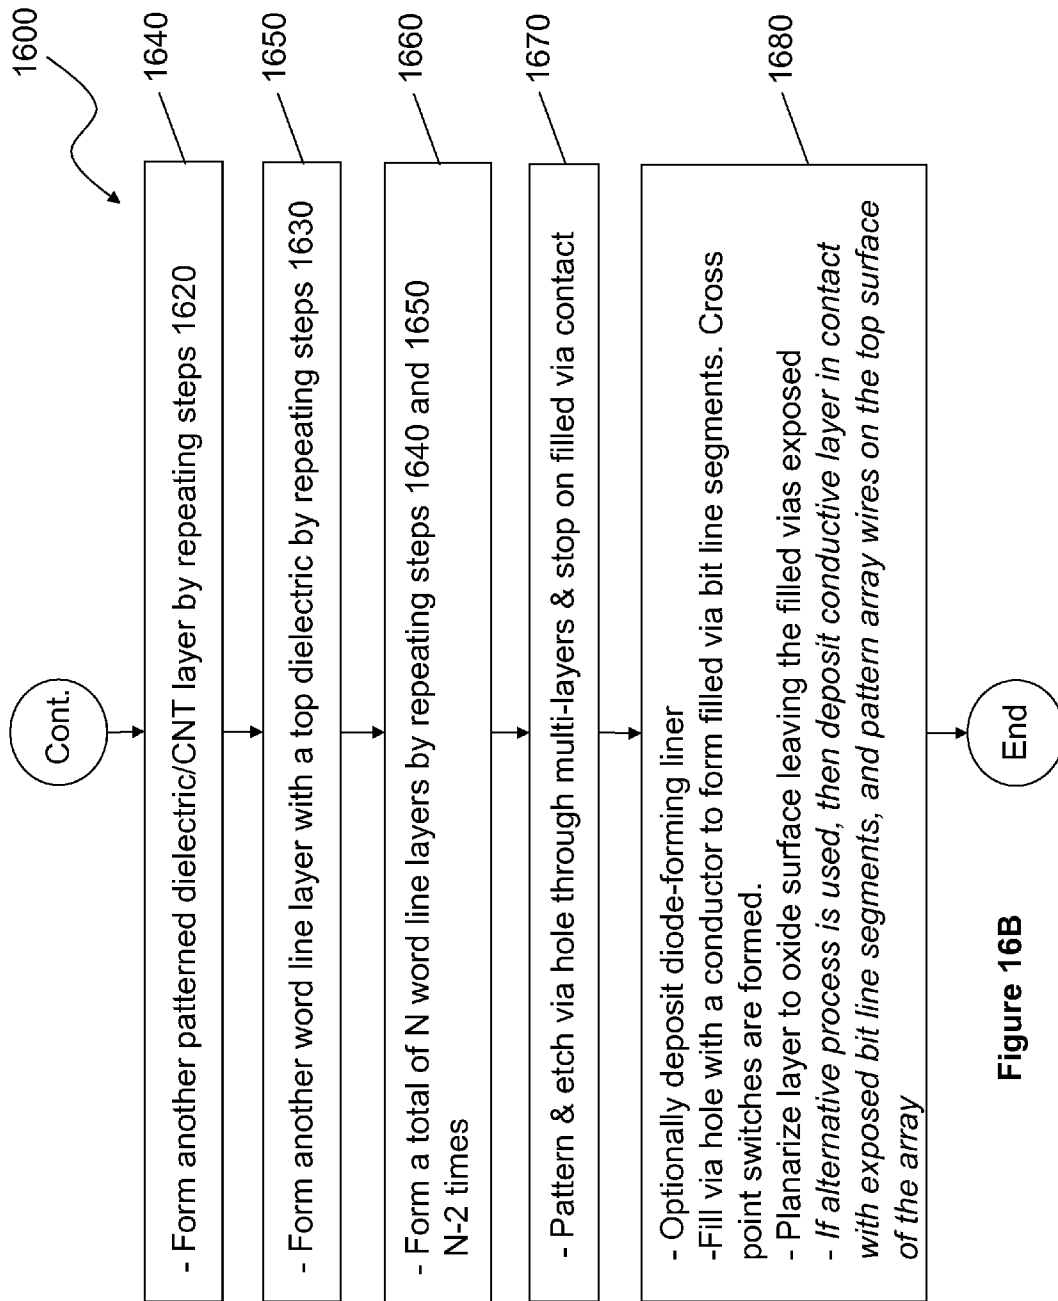 1600
Cont.
- Form another patterned dielectric/CNT layer by repeating steps 1620
1640
- Form another word line layer with a top dielectric by repeating steps 1630
1650
- Form a total of N word line layers by repeating steps 1640 and 1650
N-2 times
1660
- Pattern & etch via hole through multi-layers & stop on filled via contact
1670
- Optionally deposit diode-forming liner
-Fill via hole with a conductor to form filled via bit line segments. Cross
point switches are formed.
- Planarize layer to oxide surface leaving the filled vias exposed
- If alternative process is used, then deposit conductive layer in contact
with exposed bit line segments, and pattern array wires on the top surface
of the array
1680
End
Figure 16B